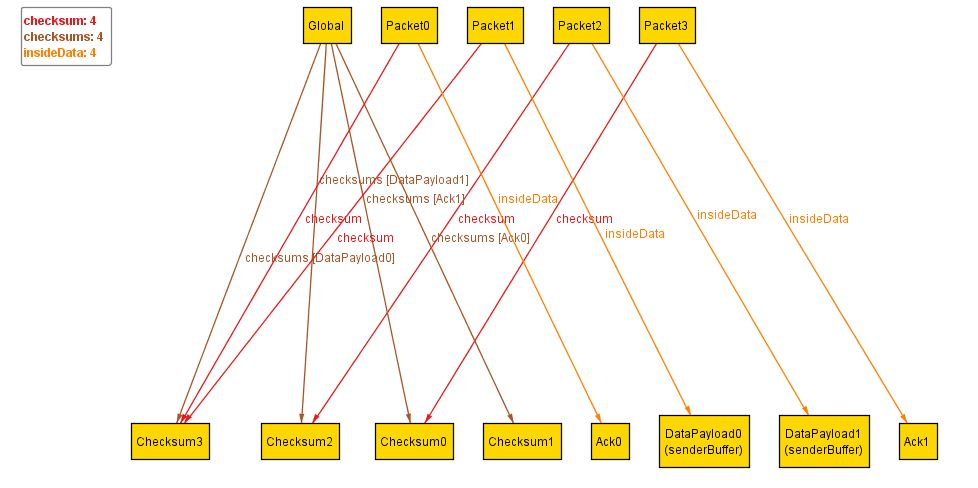 checksum: 4
checksums: 4
insideData: 4
Global
Packet0
Packet1
Packet2
Packet3
checksums [DataPayload1]
checksums [Ack1]
insideData
checksum
checksum
checksum
insideData
insideData
checksum
checksums [Ack0]
insideData
checksums [DataPayload0]
Checksum3
Checksum2
Checksum0
Checksum1
Ack0
DataPayload0
(senderBuffer)
DataPayload1
(senderBuffer)
Ack1